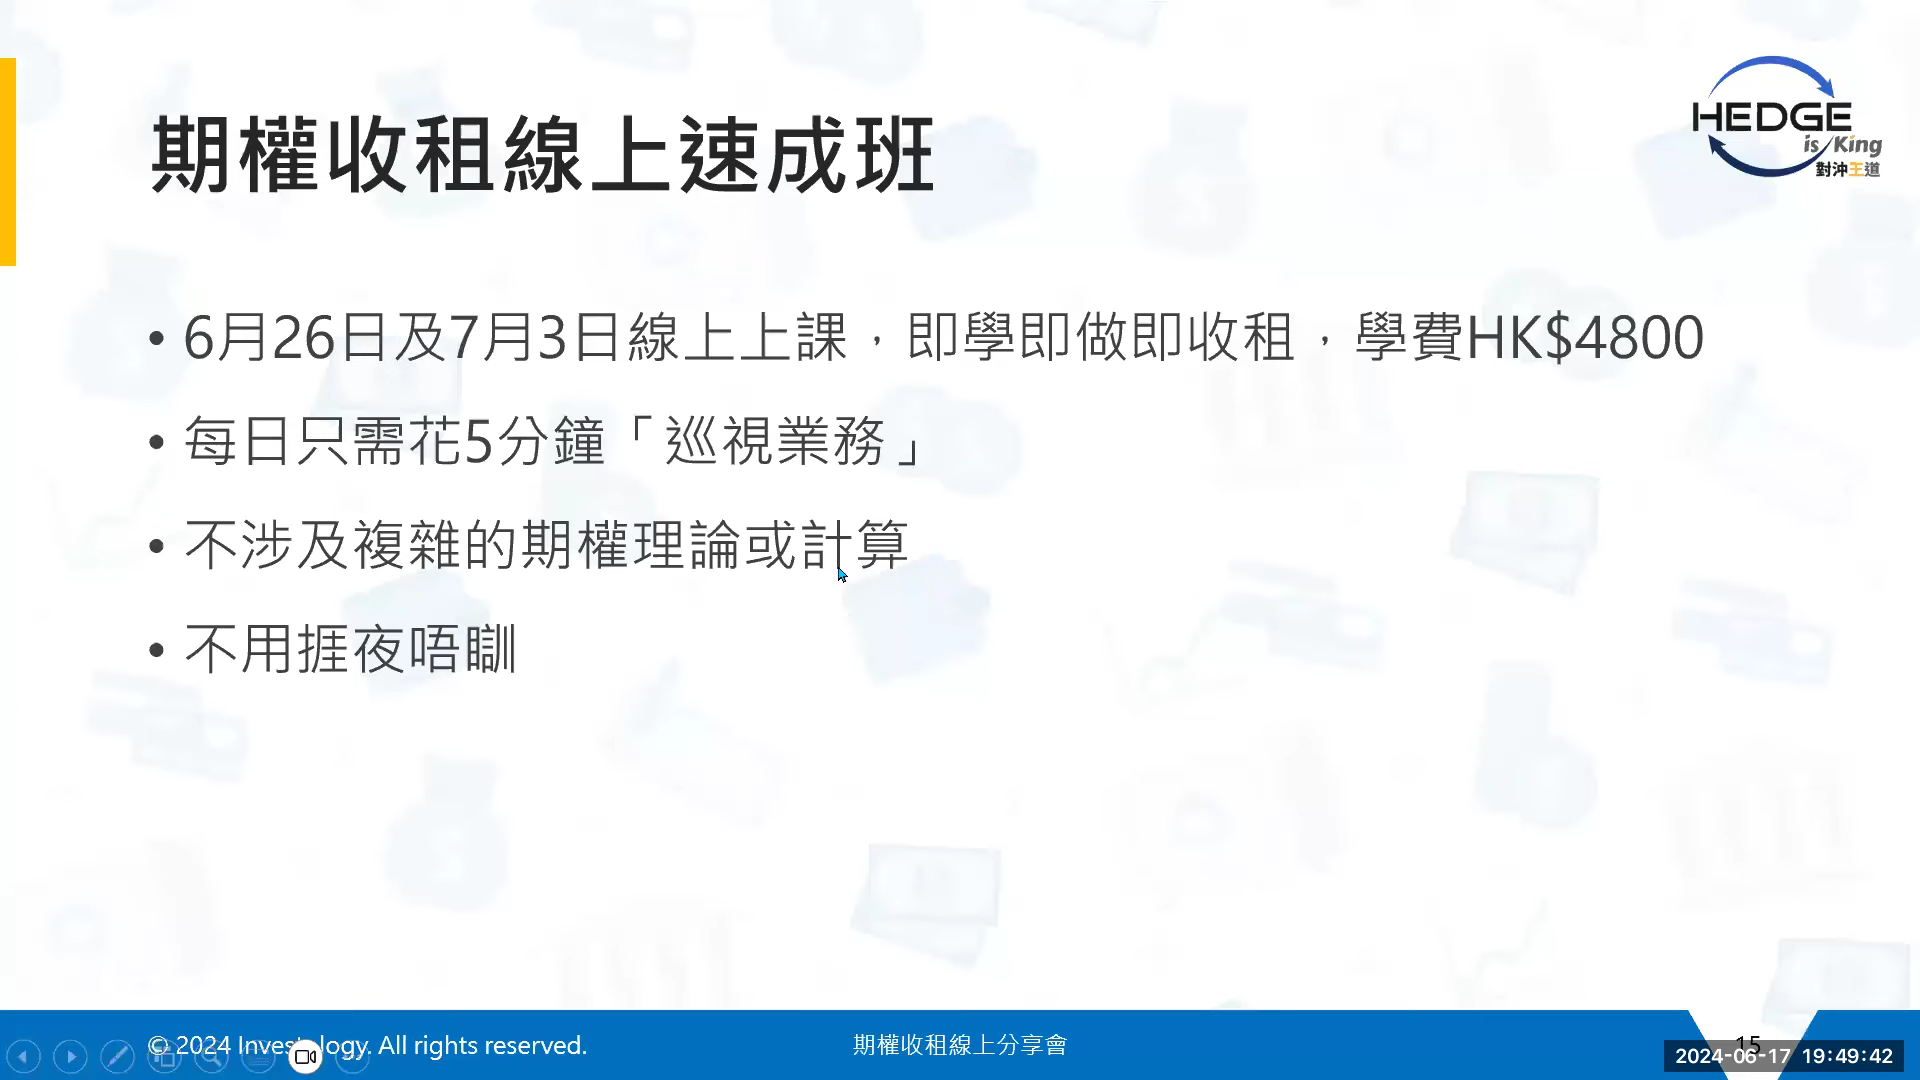 期權收租線上速成班
HEDGE
is King
對沖王道
• 6月26日及7月3日線上上課，即學即做即收租，學費HK$4800
• 每日只需花5分鐘「巡視業務」
• 不涉及複雜的期權理論或計算
• 不用捱夜唔瞓
© 2024 Investology. All rights reserved.
期權收租線上分享會
15
2024-06-17 19:49:42